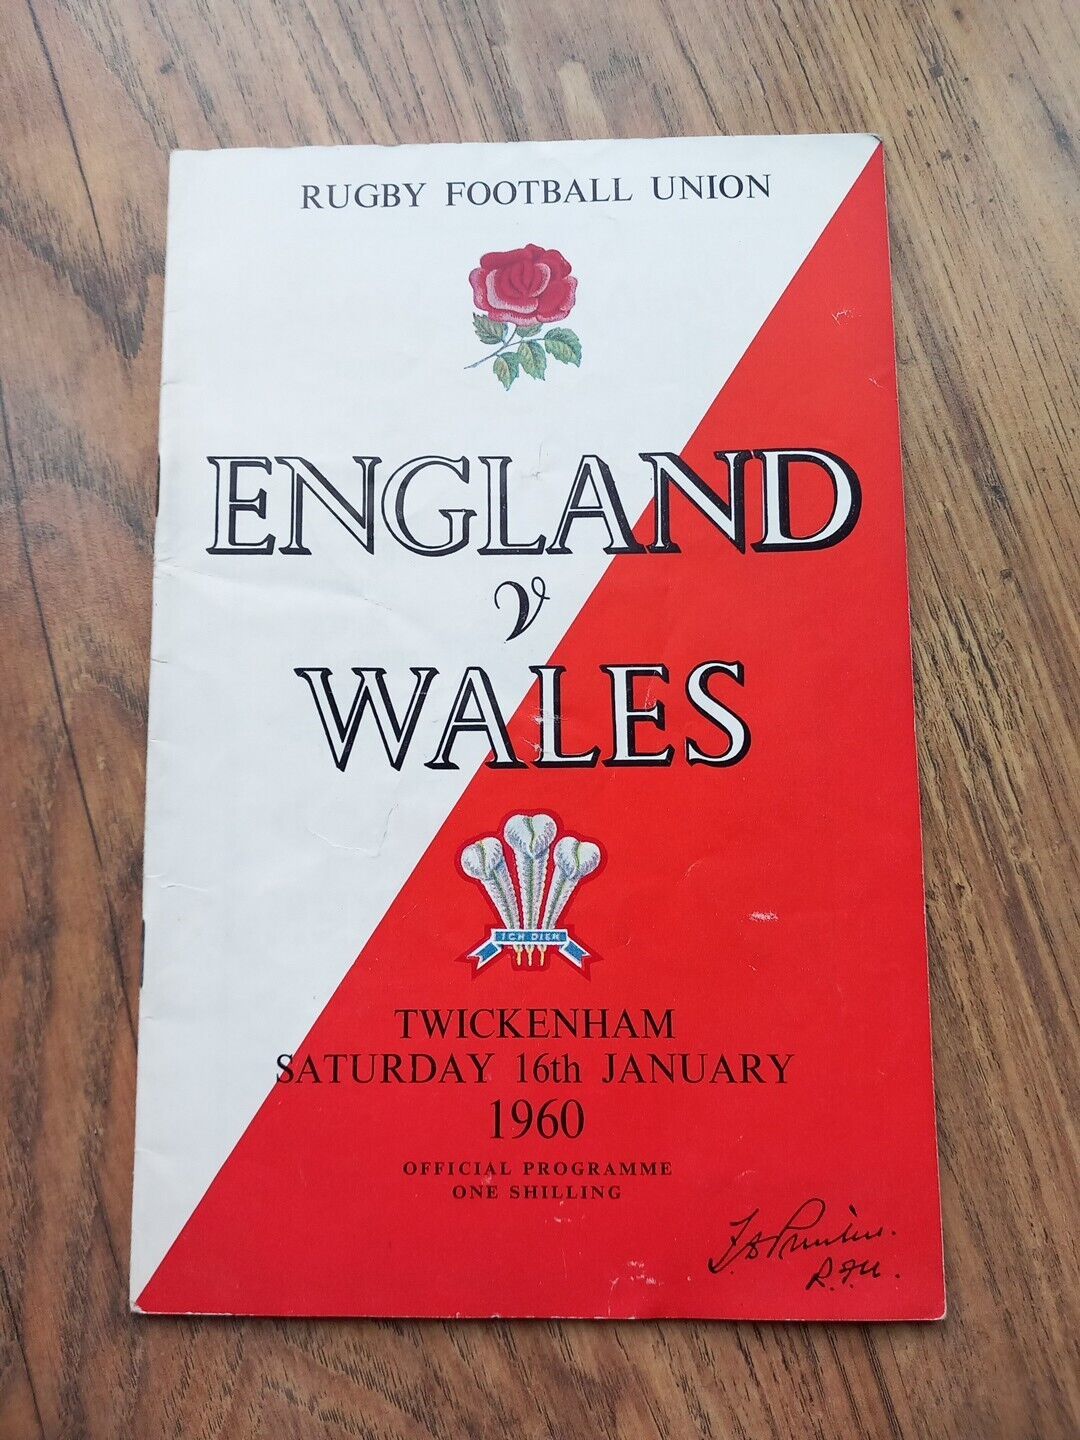 RUGBY FOOTBALL UNION
ENGLAND
v
WALES
ICH DIEN
TWICKENHAM
SATURDAY 16th JANUARY
1960
OFFICIAL PROGRAMME
ONE SHILLING
R.F.U.